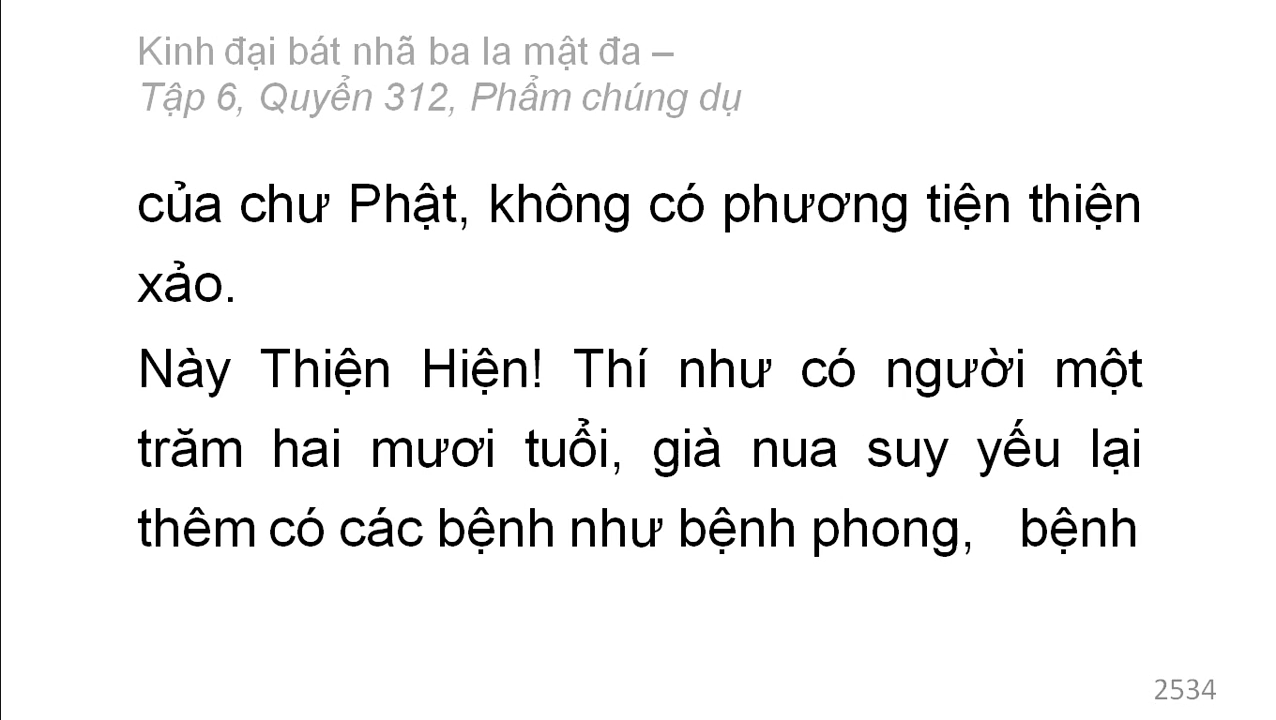 Kinh đại bát nhã ba la mật đa –
Tập 6, Quyển 312, Phẩm chúng dụ
của chư Phật, không có phương tiện thiện
xảo.
Này Thiện Hiện! Thí như có người một
trăm hai mươi tuổi, già nua suy yếu lại
thêm có các bệnh như bệnh phong, bệnh
2534